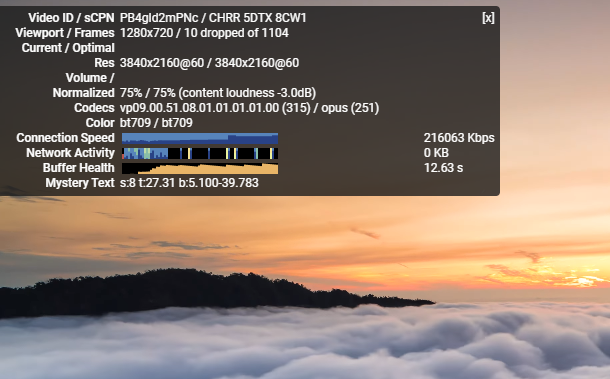 Video ID / sCPN PB4gld2mPNc / CHRR 5DTX 8CW1 [x]
Viewport / Frames 1280x720 / 10 dropped of 1104
Current / Optimal
Res 3840x2160@60 / 3840x2160@60
Volume /
Normalized 75% / 75% (content loudness -3.0dB)
Codecs vp09.00.51.08.01.01.01.01.00 (315) / opus (251)
Color bt709 / bt709
Connection Speed 216063 Kbps
Network Activity 0 KB
Buffer Health 12.63 s
Mystery Text s:8 t:27.31 b:5.100-39.783